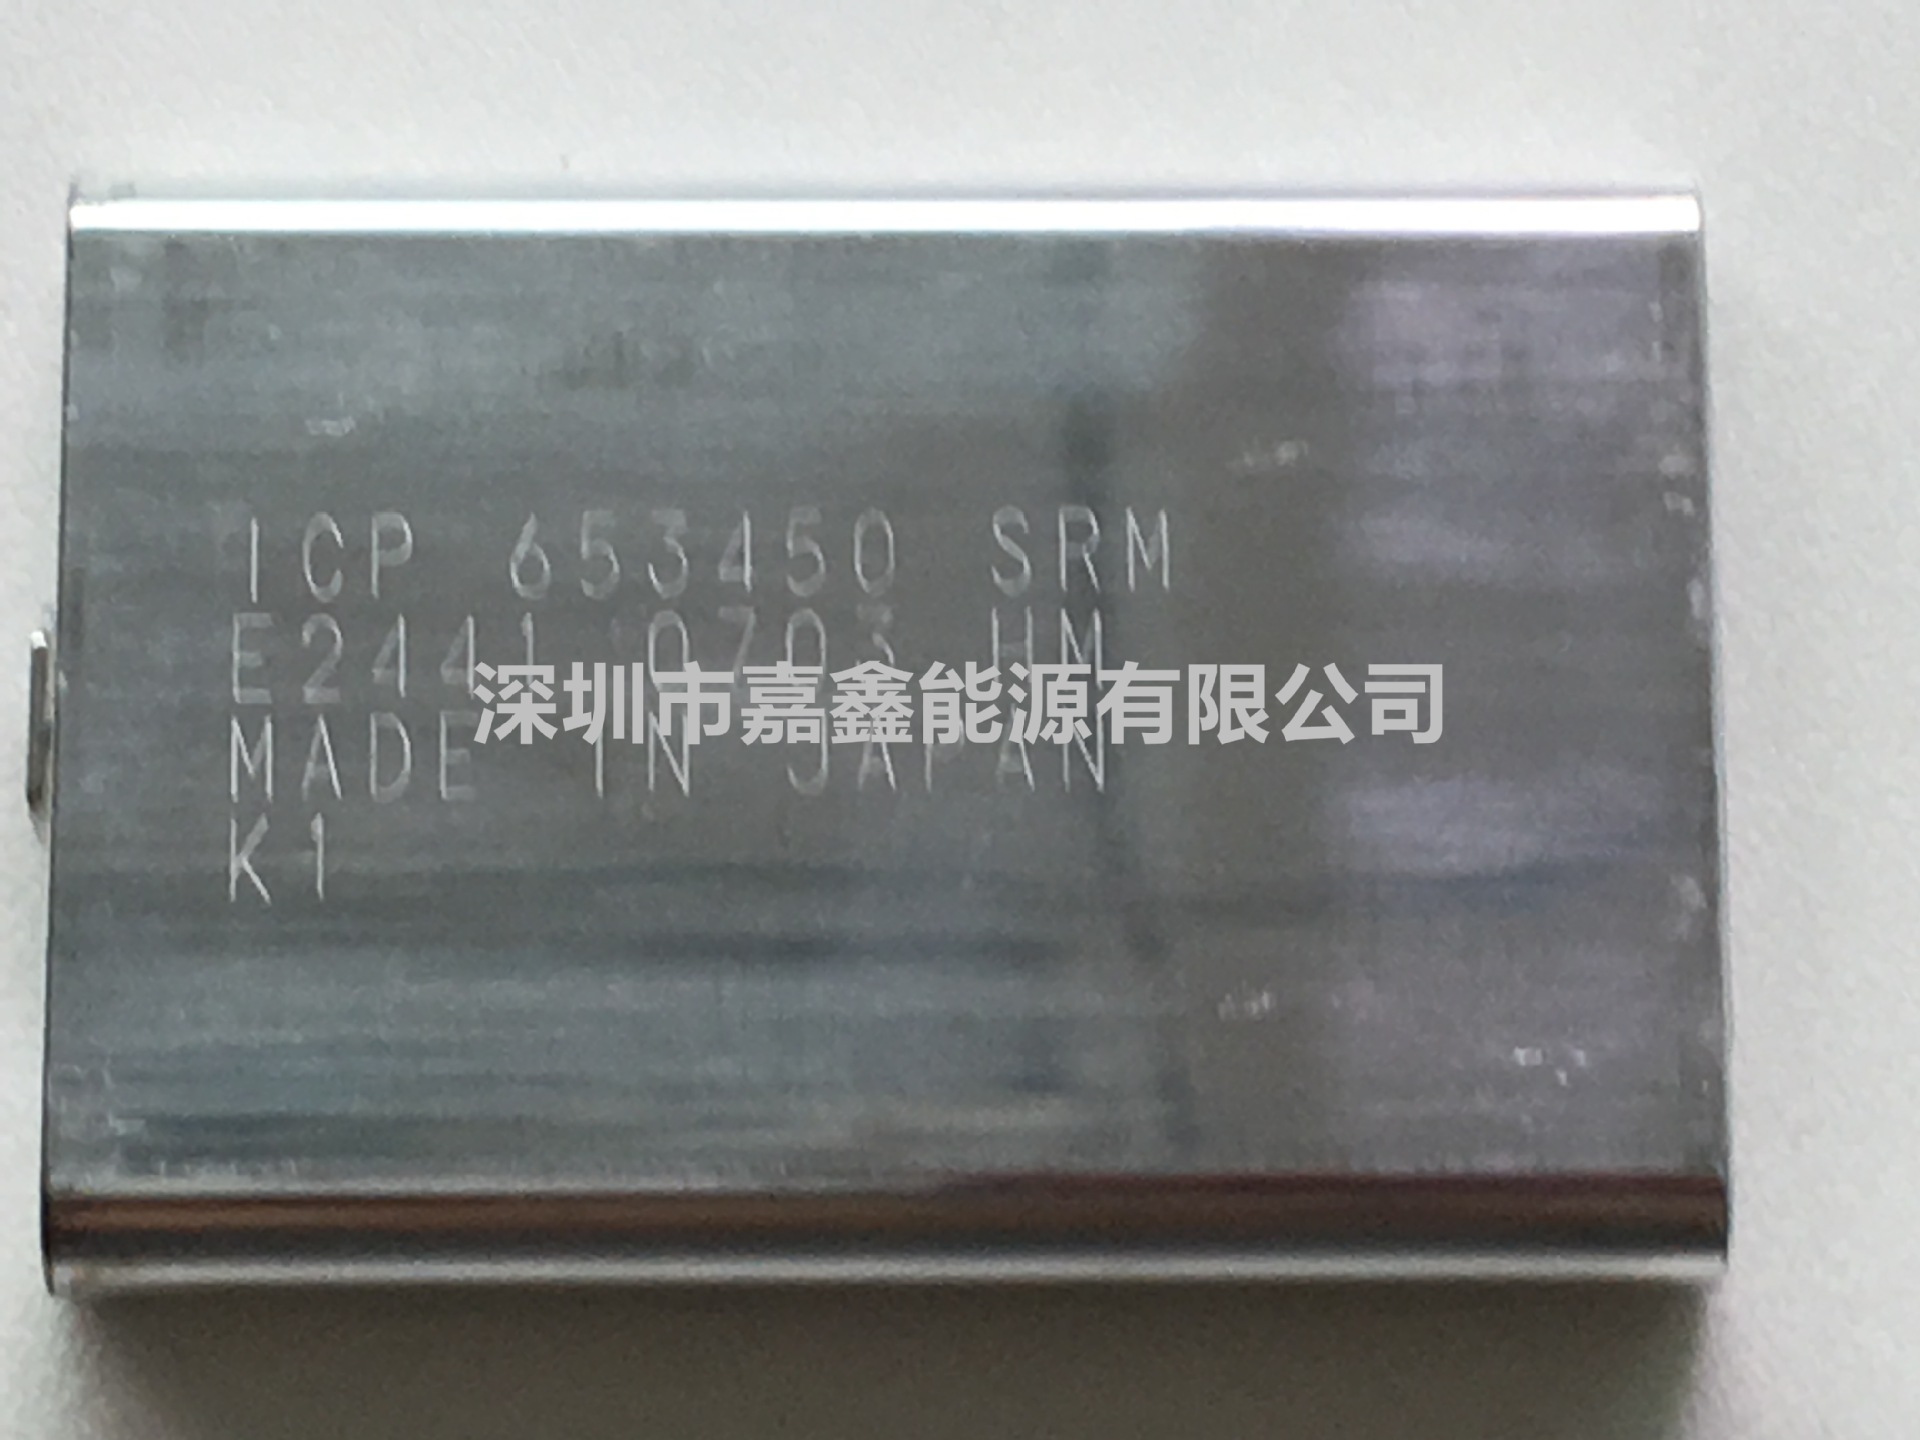 ICP 653450 SRM
E2441 0703 HM
深圳市嘉鑫能源有限公司
MADE IN JAPAN
K1